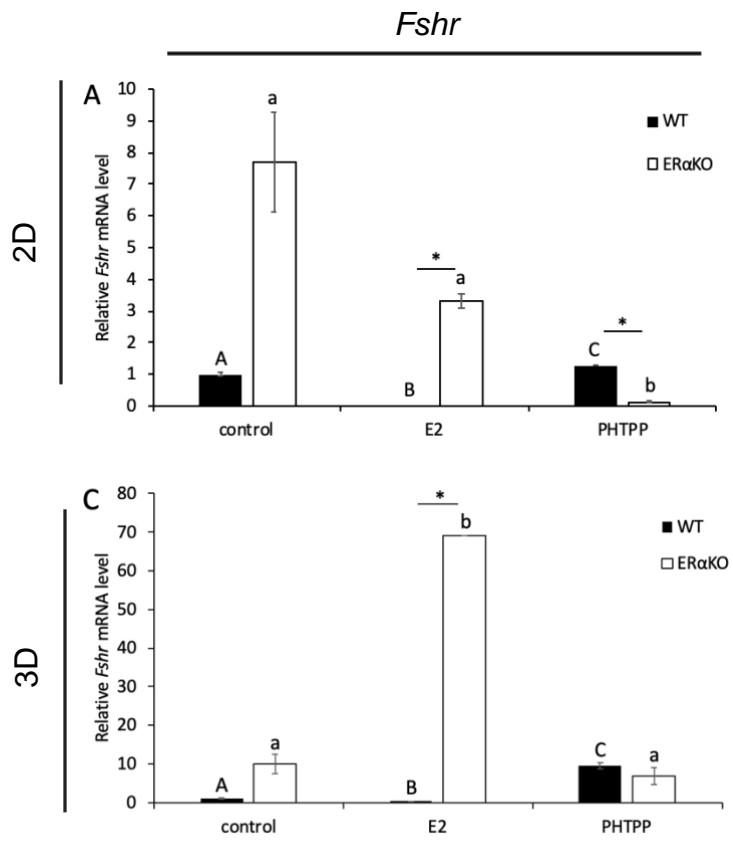 Fshr
2D
A
Relative Fshr mRNA level
10
9
8
7
6
5
4
3
2
1
0
WT
ERαKO
A
a
B
*
a
C
*
b
control
E2
PHTPP
3D
C
Relative Fshr mRNA level
80
70
60
50
40
30
20
10
0
WT
ERαKO
A
a
B
*
b
C
a
control
E2
PHTPP